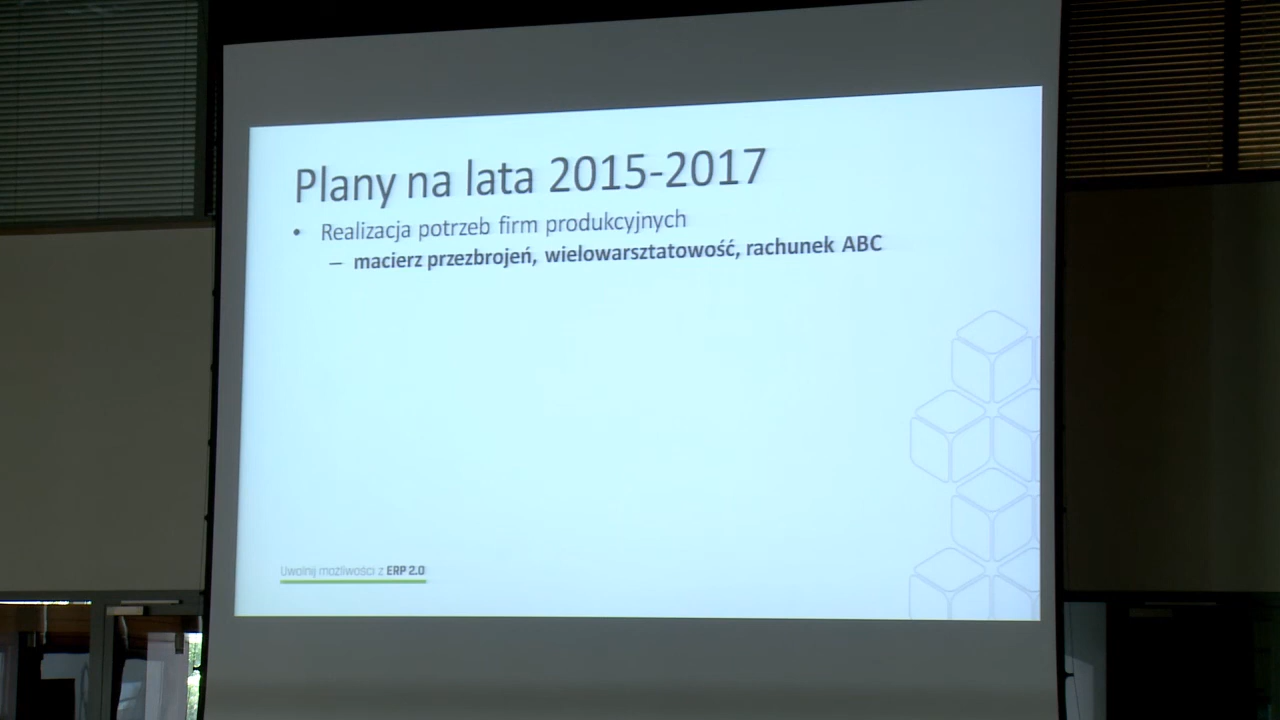 Plany na lata 2015-2017
• Realizacja potrzeb firm produkcyjnych
– macierz przezbrojeń, wielowarsztatowość, rachunek ABC
Uwolnij możliwości z ERP 2.0